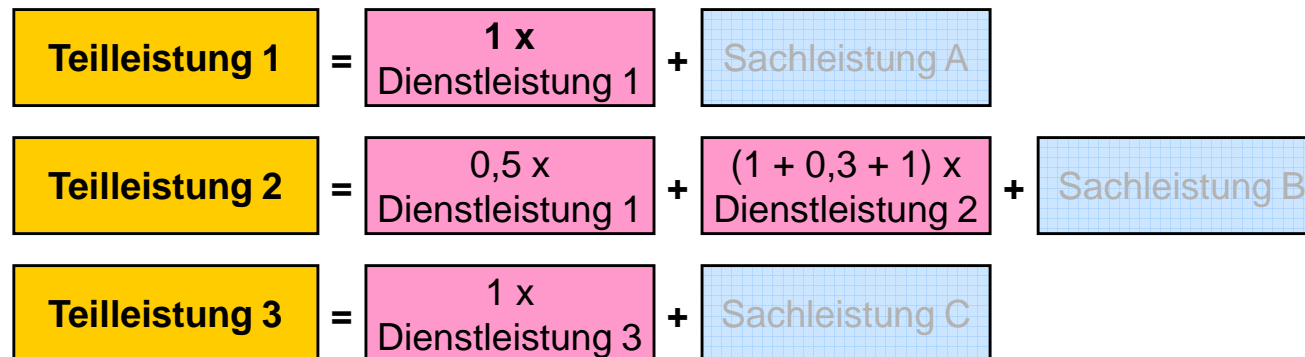 Teilleistung 1 = 1 x Dienstleistung 1 + Sachleistung A
Teilleistung 2 = 0,5 x Dienstleistung 1 + (1 + 0,3 + 1) x Dienstleistung 2 + Sachleistung B
Teilleistung 3 = 1 x Dienstleistung 3 + Sachleistung C